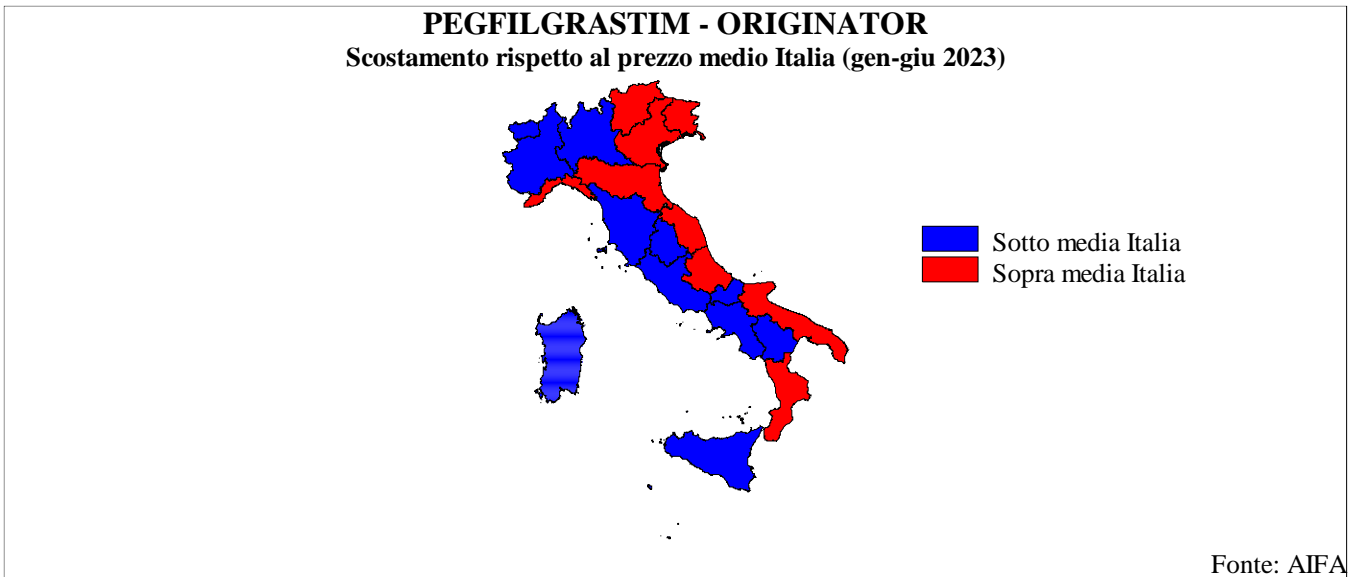 PEGFILGRASTIM - ORIGINATOR
Scostamento rispetto al prezzo medio Italia (gen-giu 2023)
Sotto media Italia
Sopra media Italia
Fonte: AIFA